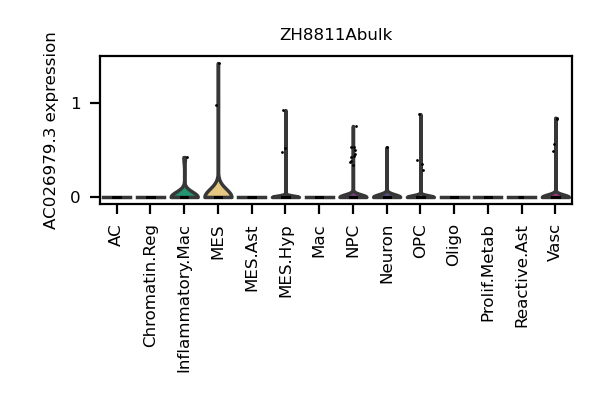 ZH8811Abulk
AC026979.3 expression
1
0
AC
Chromatin.Reg
Inflammatory.Mac
MES
MES.Ast
MES.Hyp
Mac
NPC
Neuron
OPC
Oligo
Prolif.Metab
Reactive.Ast
Vasc